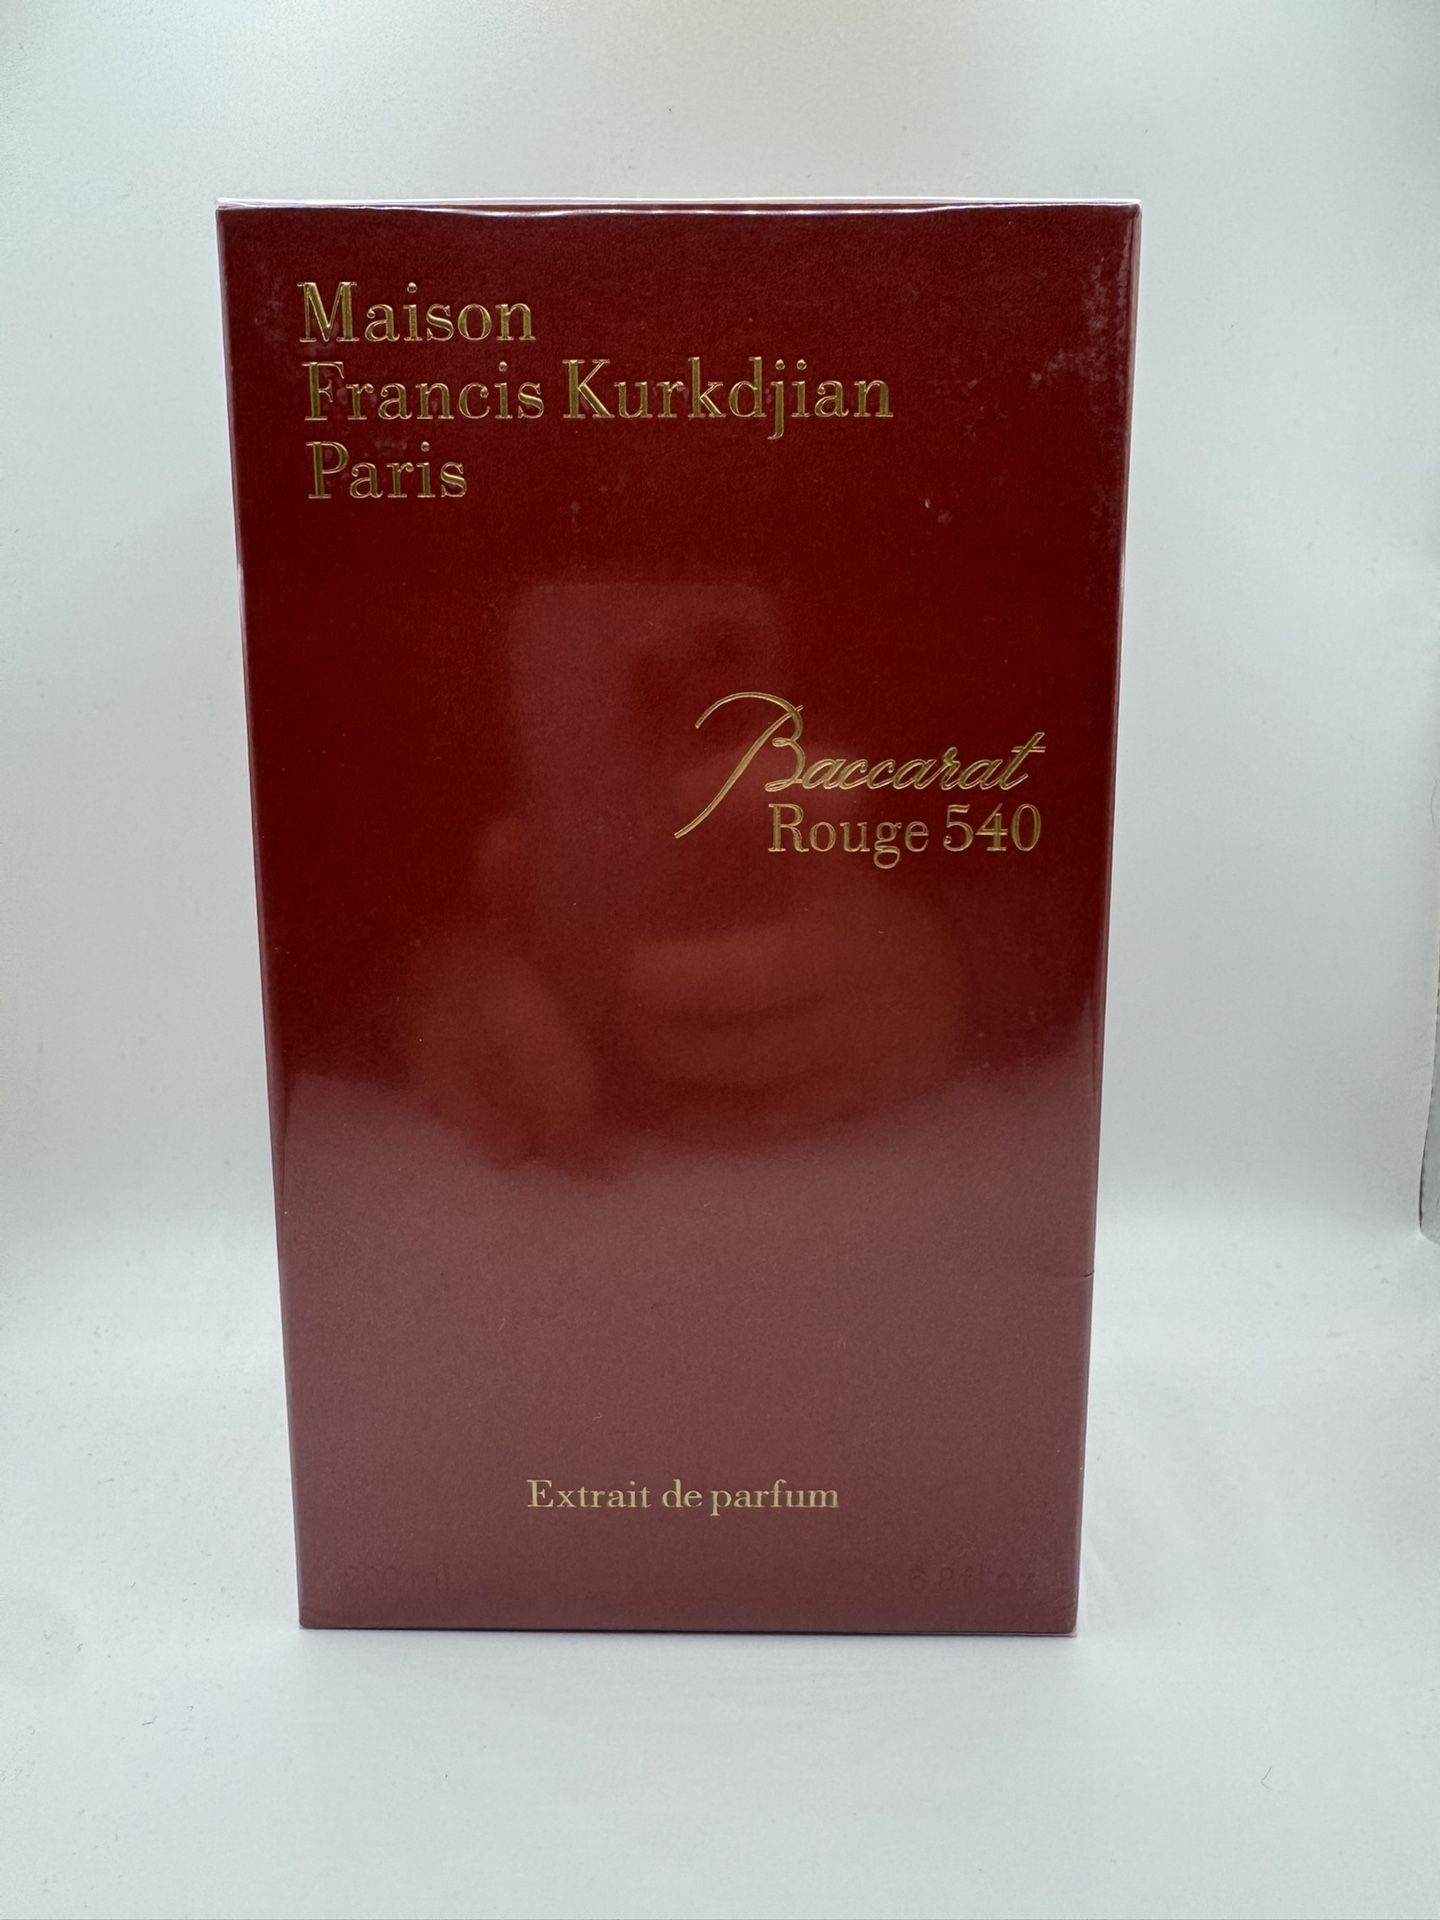 Maison
Francis Kurkdjian
Paris
Baccarat
Rouge 540
Extrait de parfum